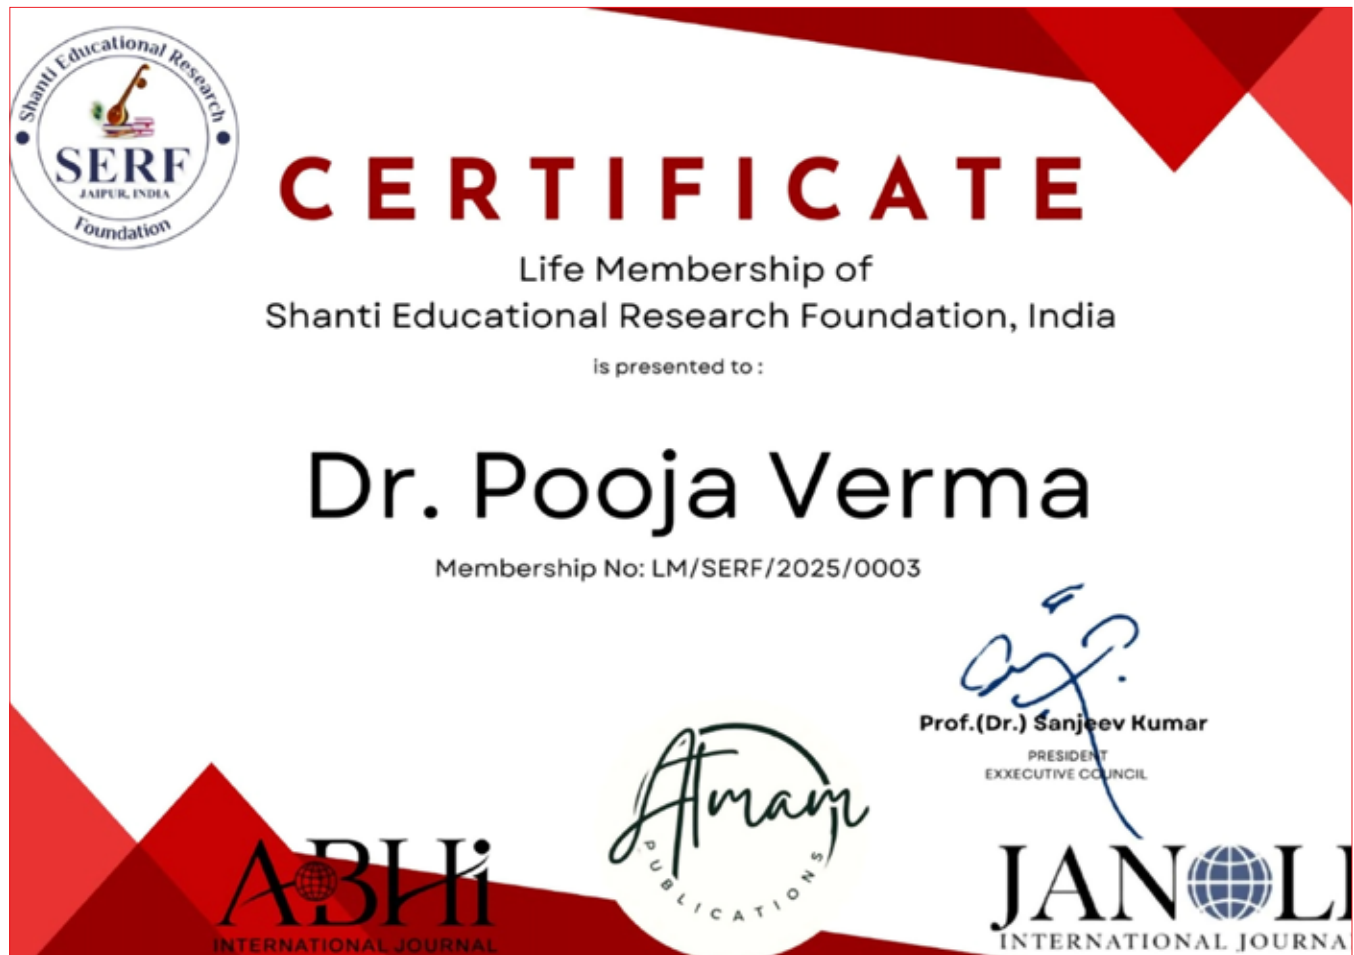 Shanti Educational Research
SERF
JAIPUR, INDIA
Foundation
CERTIFICATE
Life Membership of
Shanti Educational Research Foundation, India
is presented to :
Dr. Pooja Verma
Membership No: LM/SERF/2025/0003
Prof.(Dr.) Sanjeev Kumar
PRESIDENT
EXXECUTIVE COUNCIL
Atmam
PUBLICATIONS
ABHi
INTERNATIONAL JOURNAL
JANOLI
INTERNATIONAL JOURNA